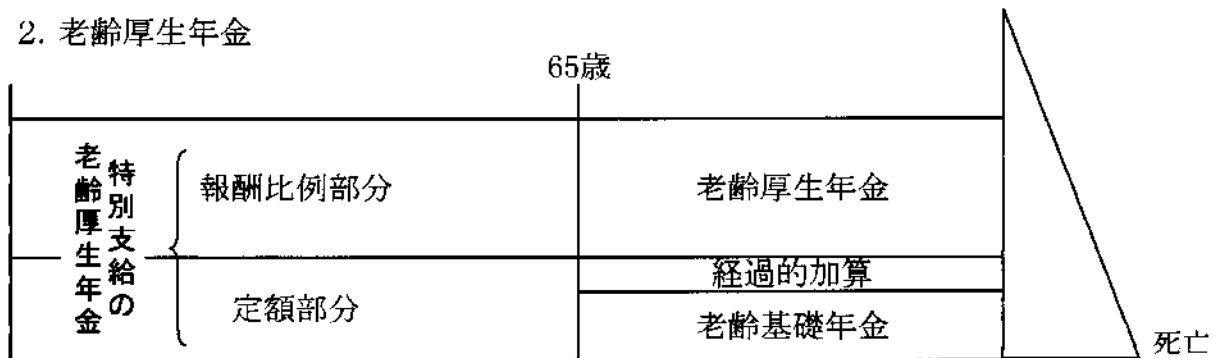 2. 老齢厚生年金
65歳
特別支給の
老齢厚生年金
報酬比例部分
老齢厚生年金
経過的加算
定額部分
老齢基礎年金
死亡